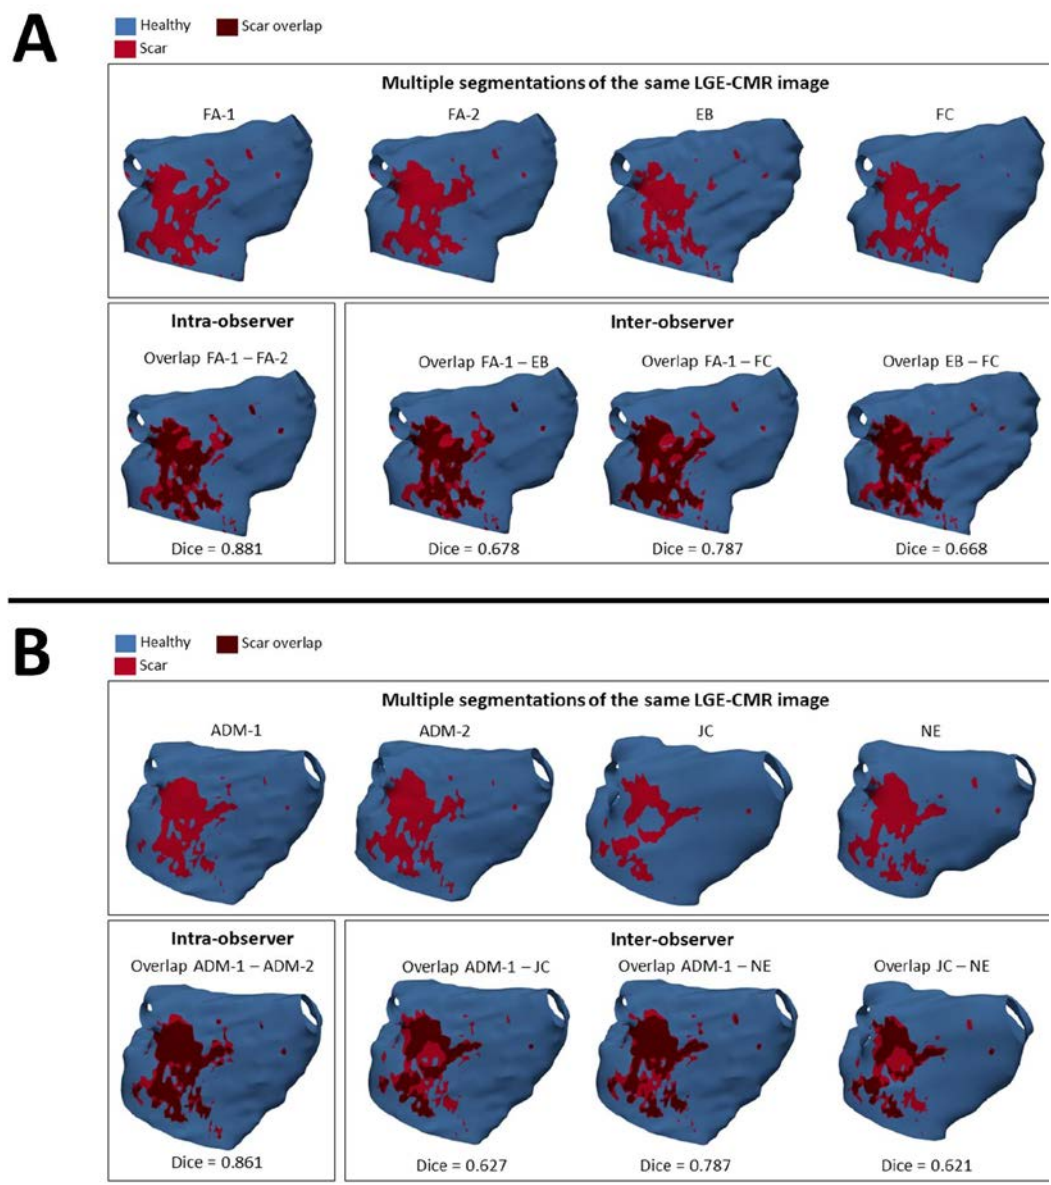 A
Healthy
Scar overlap
Scar
Multiple segmentations of the same LGE-CMR image
FA-1
FA-2
EB
FC
Intra-observer
Inter-observer
Overlap FA-1 – FA-2
Overlap FA-1 – EB
Overlap FA-1 – FC
Overlap EB – FC
Dice = 0.881
Dice = 0.678
Dice = 0.787
Dice = 0.668
B
Healthy
Scar overlap
Scar
Multiple segmentations of the same LGE-CMR image
ADM-1
ADM-2
JC
NE
Intra-observer
Inter-observer
Overlap ADM-1 – ADM-2
Overlap ADM-1 – JC
Overlap ADM-1 – NE
Overlap JC – NE
Dice = 0.861
Dice = 0.627
Dice = 0.787
Dice = 0.621